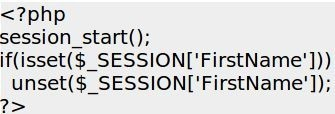 <?php
session_start();
if(isset($_SESSION['FirstName']))
  unset($_SESSION['FirstName']);
?>